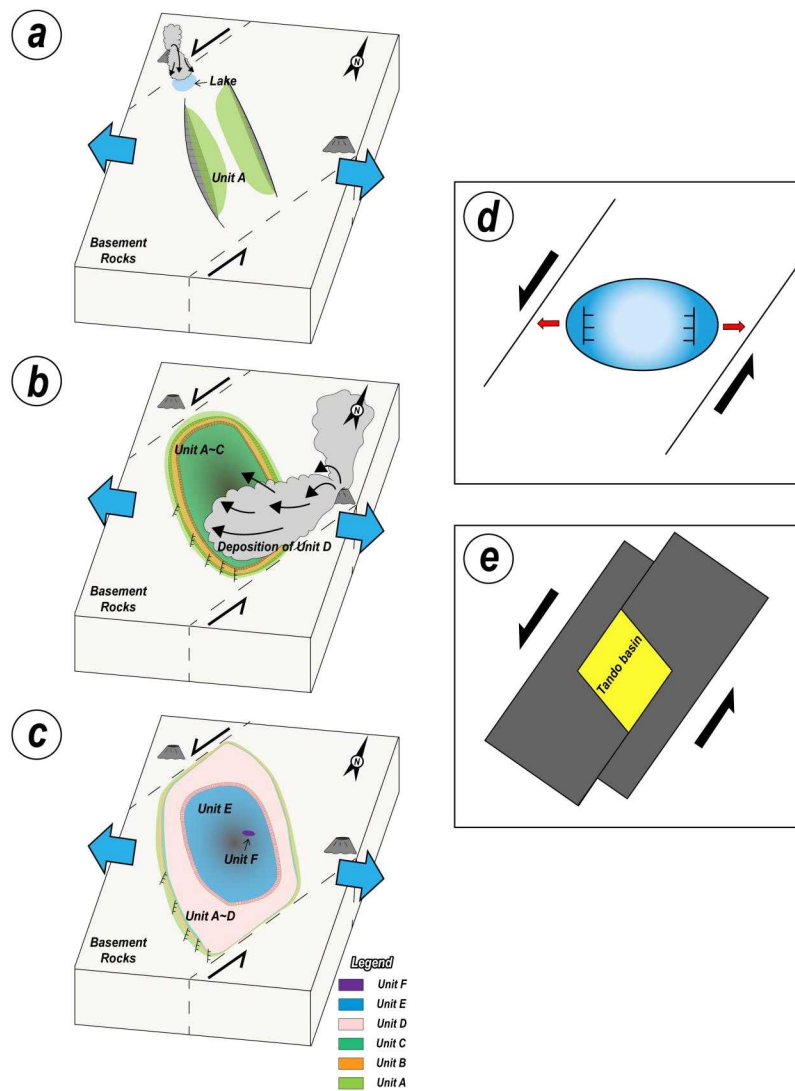 a
N
Lake
Unit A
Basement
Rocks
b
N
Unit A~C
Deposition of Unit D
Basement
Rocks
c
N
Unit E
Unit F
Unit A~D
Basement
Rocks
Legend
Unit F
Unit E
Unit D
Unit C
Unit B
Unit A
d
e
Tando basin